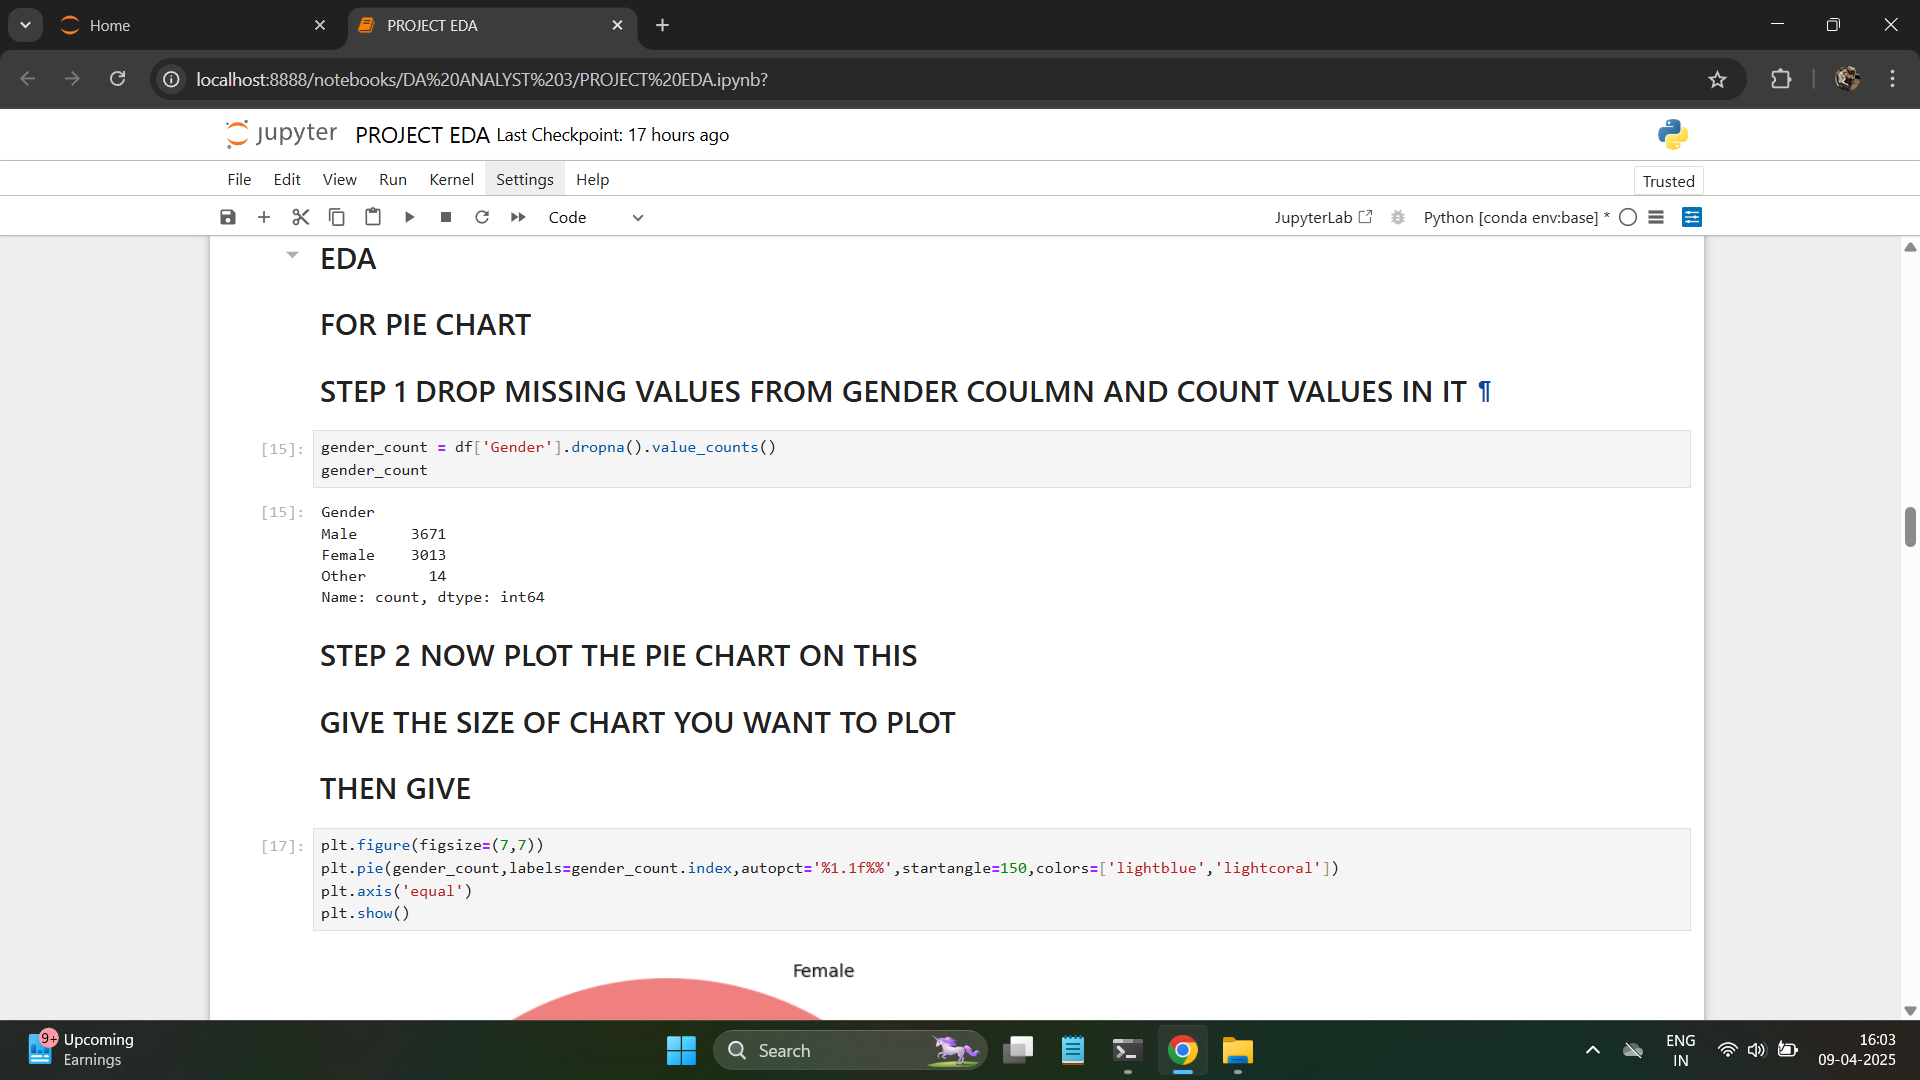 Home
PROJECT EDA
localhost:8888/notebooks/DA%20ANALYST%203/PROJECT%20EDA.ipynb?
jupyter PROJECT EDA Last Checkpoint: 17 hours ago
File Edit View Run Kernel Settings Help
Trusted
Code
JupyterLab
Python [conda env:base] *
EDA
FOR PIE CHART
STEP 1 DROP MISSING VALUES FROM GENDER COULMN AND COUNT VALUES IN IT ¶
[15]: gender_count = df['Gender'].dropna().value_counts()
gender_count
[15]: Gender
Male 3671
Female 3013
Other 14
Name: count, dtype: int64
STEP 2 NOW PLOT THE PIE CHART ON THIS
GIVE THE SIZE OF CHART YOU WANT TO PLOT
THEN GIVE
[17]: plt.figure(figsize=(7,7))
plt.pie(gender_count,labels=gender_count.index,autopct='%1.1f%%',startangle=150,colors=['lightblue','lightcoral'])
plt.axis('equal')
plt.show()
Female
9+
Upcoming
Earnings
Search
ENG
IN
16:03
09-04-2025